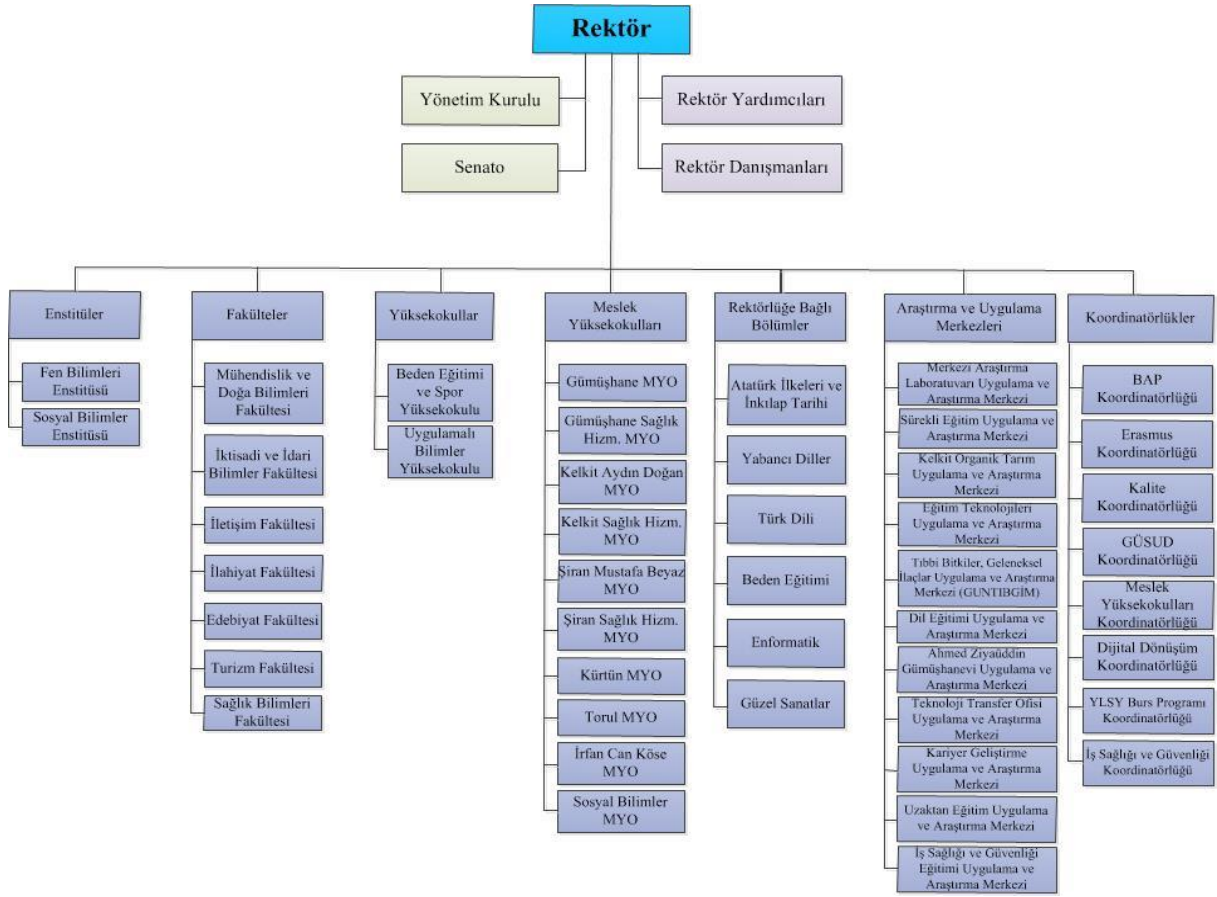 Rektör
Yönetim Kurulu
Rektör Yardımcıları
Senato
Rektör Danışmanları
Enstitüler
Fen Bilimleri
Enstitüsü
Sosyal Bilimler
Enstitüsü
Fakülteler
Mühendislik ve
Doğa Bilimleri
Fakültesi
İktisadi ve İdari
Bilimler Fakültesi
İletişim Fakültesi
İlahiyat Fakültesi
Edebiyat Fakültesi
Turizm Fakültesi
Sağlık Bilimleri
Fakültesi
Yüksekokullar
Beden Eğitimi
ve Spor
Yüksekokulu
Uygulamalı
Bilimler
Yüksekokulu
Meslek
Yüksekokulları
Gümüşhane MYO
Gümüşhane Sağlık
Hizm. MYO
Kelkit Aydın Doğan
MYO
Kelkit Sağlık Hizm.
MYO
Şiran Mustafa Beyaz
MYO
Şiran Sağlık Hizm.
MYO
Kürtün MYO
Torul MYO
İrfan Can Köse
MYO
Sosyal Bilimler
MYO
Rektörlüğe Bağlı
Bölümler
Atatürk İlkeleri ve
İnkılap Tarihi
Yabancı Diller
Türk Dili
Beden Eğitimi
Enformatik
Güzel Sanatlar
Araştırma ve Uygulama
Merkezleri
Merkezi Araştırma
Laboratuvarı Uygulama ve
Araştırma Merkezi
Sürekli Eğitim Uygulama ve
Araştırma Merkezi
Kelkit Organik Tarım
Uygulama ve Araştırma
Merkezi
Eğitim Teknolojileri
Uygulama ve Araştırma
Merkezi
Tıbbi Bitkiler, Geleneksel
İlaçlar Uygulama ve Araştırma
Merkezi (GUNTIBGİM)
Dil Eğitimi Uygulama ve
Araştırma Merkezi
Ahmed Ziyaüddin
Gümüşhanevi Uygulama ve
Araştırma Merkezi
Teknoloji Transfer Ofisi
Uygulama ve Araştırma
Merkezi
Kariyer Geliştirme
Uygulama ve Araştırma
Merkezi
Uzaktan Eğitim Uygulama
ve Araştırma Merkezi
İş Sağlığı ve Güvenliği
Eğitimi Uygulama ve
Araştırma Merkezi
Koordinatörlükler
BAP
Koordinatörlüğü
Erasmus
Koordinatörlüğü
Kalite
Koordinatörlüğü
GÜSUD
Koordinatörlüğü
Meslek
Yüksekokulları
Koordinatörlüğü
Dijital Dönüşüm
Koordinatörlüğü
YLSY Burs Programı
Koordinatörlüğü
İş Sağlığı ve Güvenliği
Koordinatörlüğü